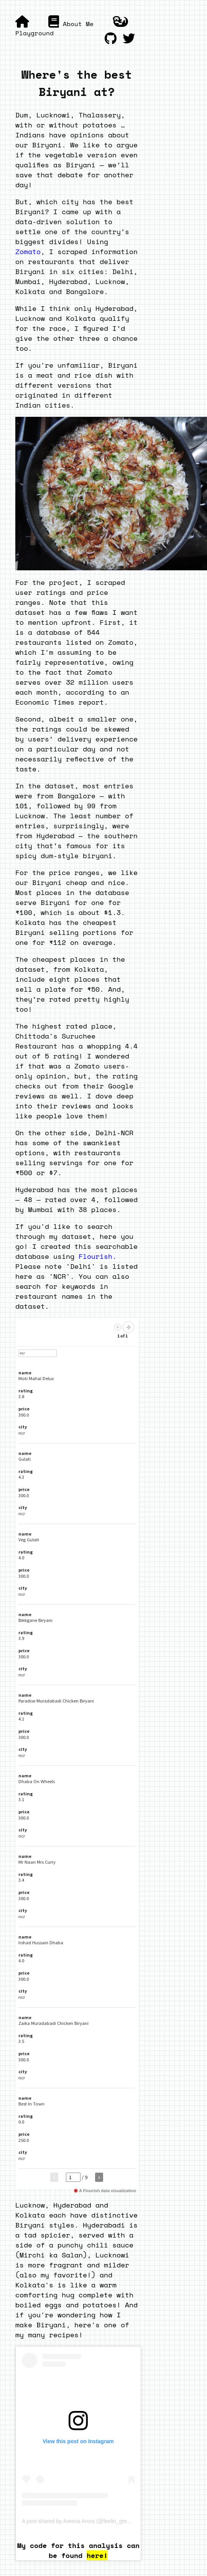 About Me
Playground
Where's the best
Biryani at?
Dum, Lucknowi, Thalassery,
with or without potatoes …
Indians have opinions about
our Biryani. We like to argue
if the vegetable version even
qualifies as Biryani — we'll
save that debate for another
day!
But, which city has the best
Biryani? I came up with a
data-driven solution to
settle one of the country's
biggest divides! Using
Zomato, I scraped information
on restaurants that deliver
Biryani in six cities: Delhi,
Mumbai, Hyderabad, Lucknow,
Kolkata and Bangalore.
While I think only Hyderabad,
Lucknow and Kolkata qualify
for the race, I figured I'd
give the other three a chance
too.
If you're unfamiliar, Biryani
is a meat and rice dish with
different versions that
originated in different
Indian cities.
For the project, I scraped
user ratings and price
ranges. Note that this
dataset has a few flaws I want
to mention upfront. First, it
is a database of 544
restaurants listed on Zomato,
which I'm assuming to be
fairly representative, owing
to the fact that Zomato
serves over 32 million users
each month, according to an
Economic Times report.
Second, albeit a smaller one,
the ratings could be skewed
by users' delivery experience
on a particular day and not
necessarily reflective of the
taste.
In the dataset, most entries
were from Bangalore — with
101, followed by 99 from
Lucknow. The least number of
entries, surprisingly, were
from Hyderabad — the southern
city that's famous for its
spicy dum-style biryani.
For the price ranges, we like
our Biryani cheap and nice.
Most places in the database
serve Biryani for one for
₹100, which is about $1.3.
Kolkata has the cheapest
Biryani selling portions for
one for ₹112 on average.
The cheapest places in the
dataset, from Kolkata,
include eight places that
sell a plate for ₹50. And,
they're rated pretty highly
too!
The highest rated place,
Chittoda's Suruchee
Restaurant has a whopping 4.4
out of 5 rating! I wondered
if that was a Zomato users-
only opinion, but, the rating
checks out from their Google
reviews as well. I dove deep
into their reviews and looks
like people love them!
On the other side, Delhi-NCR
has some of the swankiest
options, with restaurants
selling servings for one for
₹500 or $7.
Hyderabad has the most places
— 48 — rated over 4, followed
by Mumbai with 38 places.
If you'd like to search
through my dataset, here you
go! I created this searchable
database using Flourish.
Please note 'Delhi' is listed
here as 'NCR'. You can also
search for keywords in
restaurant names in the
dataset.
1 of 1
ncr
name
Moti Mahal Delux
rating
3.8
price
300.0
city
ncr
name
Gulati
rating
4.2
price
300.0
city
ncr
name
Veg Gulati
rating
4.0
price
300.0
city
ncr
name
Bikkgane Biryani
rating
3.9
price
300.0
city
ncr
name
Paradise Muradabadi Chicken Biryani
rating
4.1
price
300.0
city
ncr
name
Dhaba On Wheels
rating
3.1
price
300.0
city
ncr
name
Mr Naan Mrs Curry
rating
3.4
price
300.0
city
ncr
name
Irshad Hussain Dhaba
rating
4.0
price
300.0
city
ncr
name
Zaika Muradabadi Chicken Biryani
rating
3.5
price
300.0
city
ncr
name
Best In Town
rating
0.0
price
250.0
city
ncr
1 / 9
A Flourish data visualization
Lucknow, Hyderabad and
Kolkata each have distinctive
Biryani styles. Hyderabadi is
a tad spicier, served with a
side of a punchy chili sauce
(Mirchi ka Salan), Lucknowi
is more fragrant and milder
(also my favorite!) and
Kolkata's is like a warm
comforting hug complete with
boiled eggs and potatoes! And
if you're wondering how I
make Biryani, here's one of
my many recipes!
View this post on Instagram
My code for this analysis can
be found here!